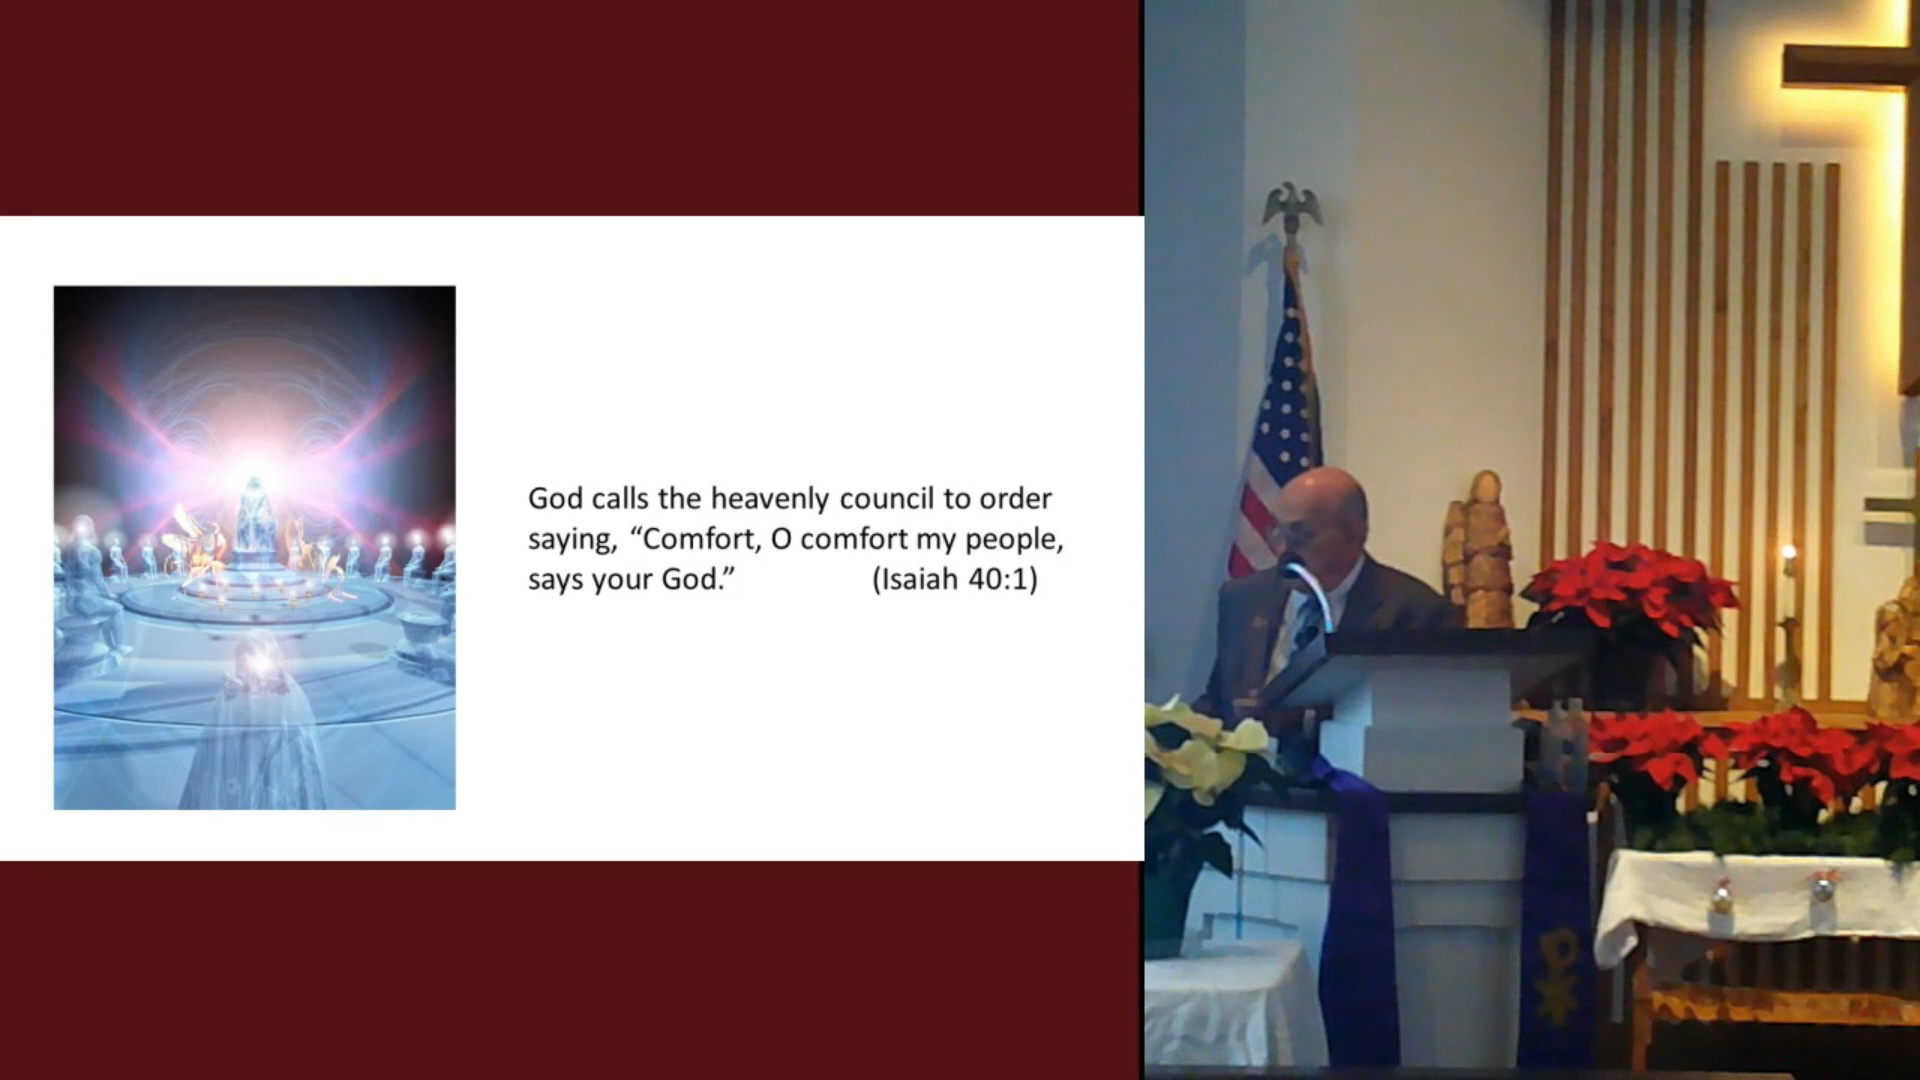 God calls the heavenly council to order
saying, “Comfort, O comfort my people,
says your God.” (Isaiah 40:1)